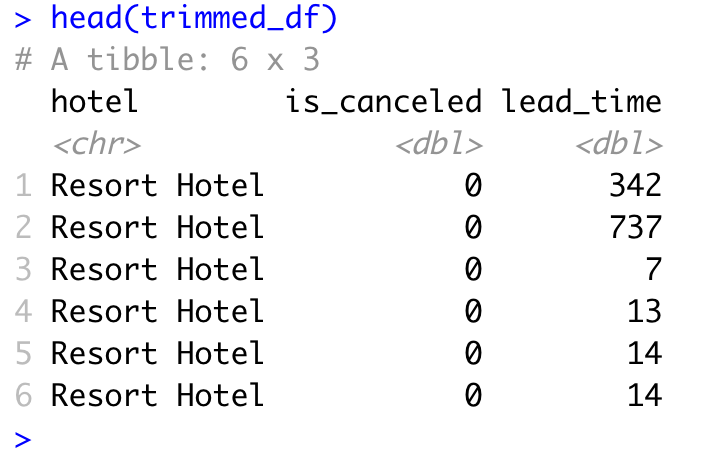 > head(trimmed_df)
# A tibble: 6 x 3
  hotel        is_canceled lead_time
  <chr>              <dbl>     <dbl>
1 Resort Hotel           0       342
2 Resort Hotel           0       737
3 Resort Hotel           0         7
4 Resort Hotel           0        13
5 Resort Hotel           0        14
6 Resort Hotel           0        14
>